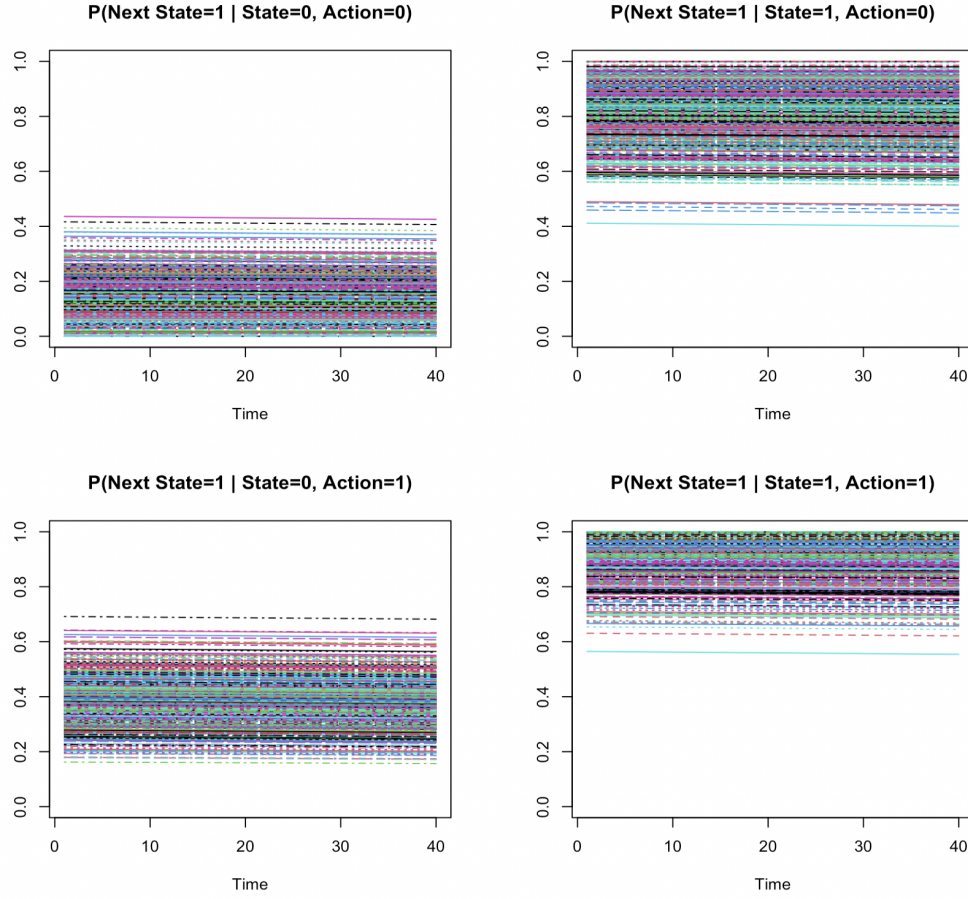 P(Next State=1 | State=0, Action=0)
1.0
0.8
0.6
0.4
0.2
0.0
0 10 20 30 40
Time
P(Next State=1 | State=1, Action=0)
1.0
0.8
0.6
0.4
0.2
0.0
0 10 20 30 40
Time
P(Next State=1 | State=0, Action=1)
1.0
0.8
0.6
0.4
0.2
0.0
0 10 20 30 40
Time
P(Next State=1 | State=1, Action=1)
1.0
0.8
0.6
0.4
0.2
0.0
0 10 20 30 40
Time